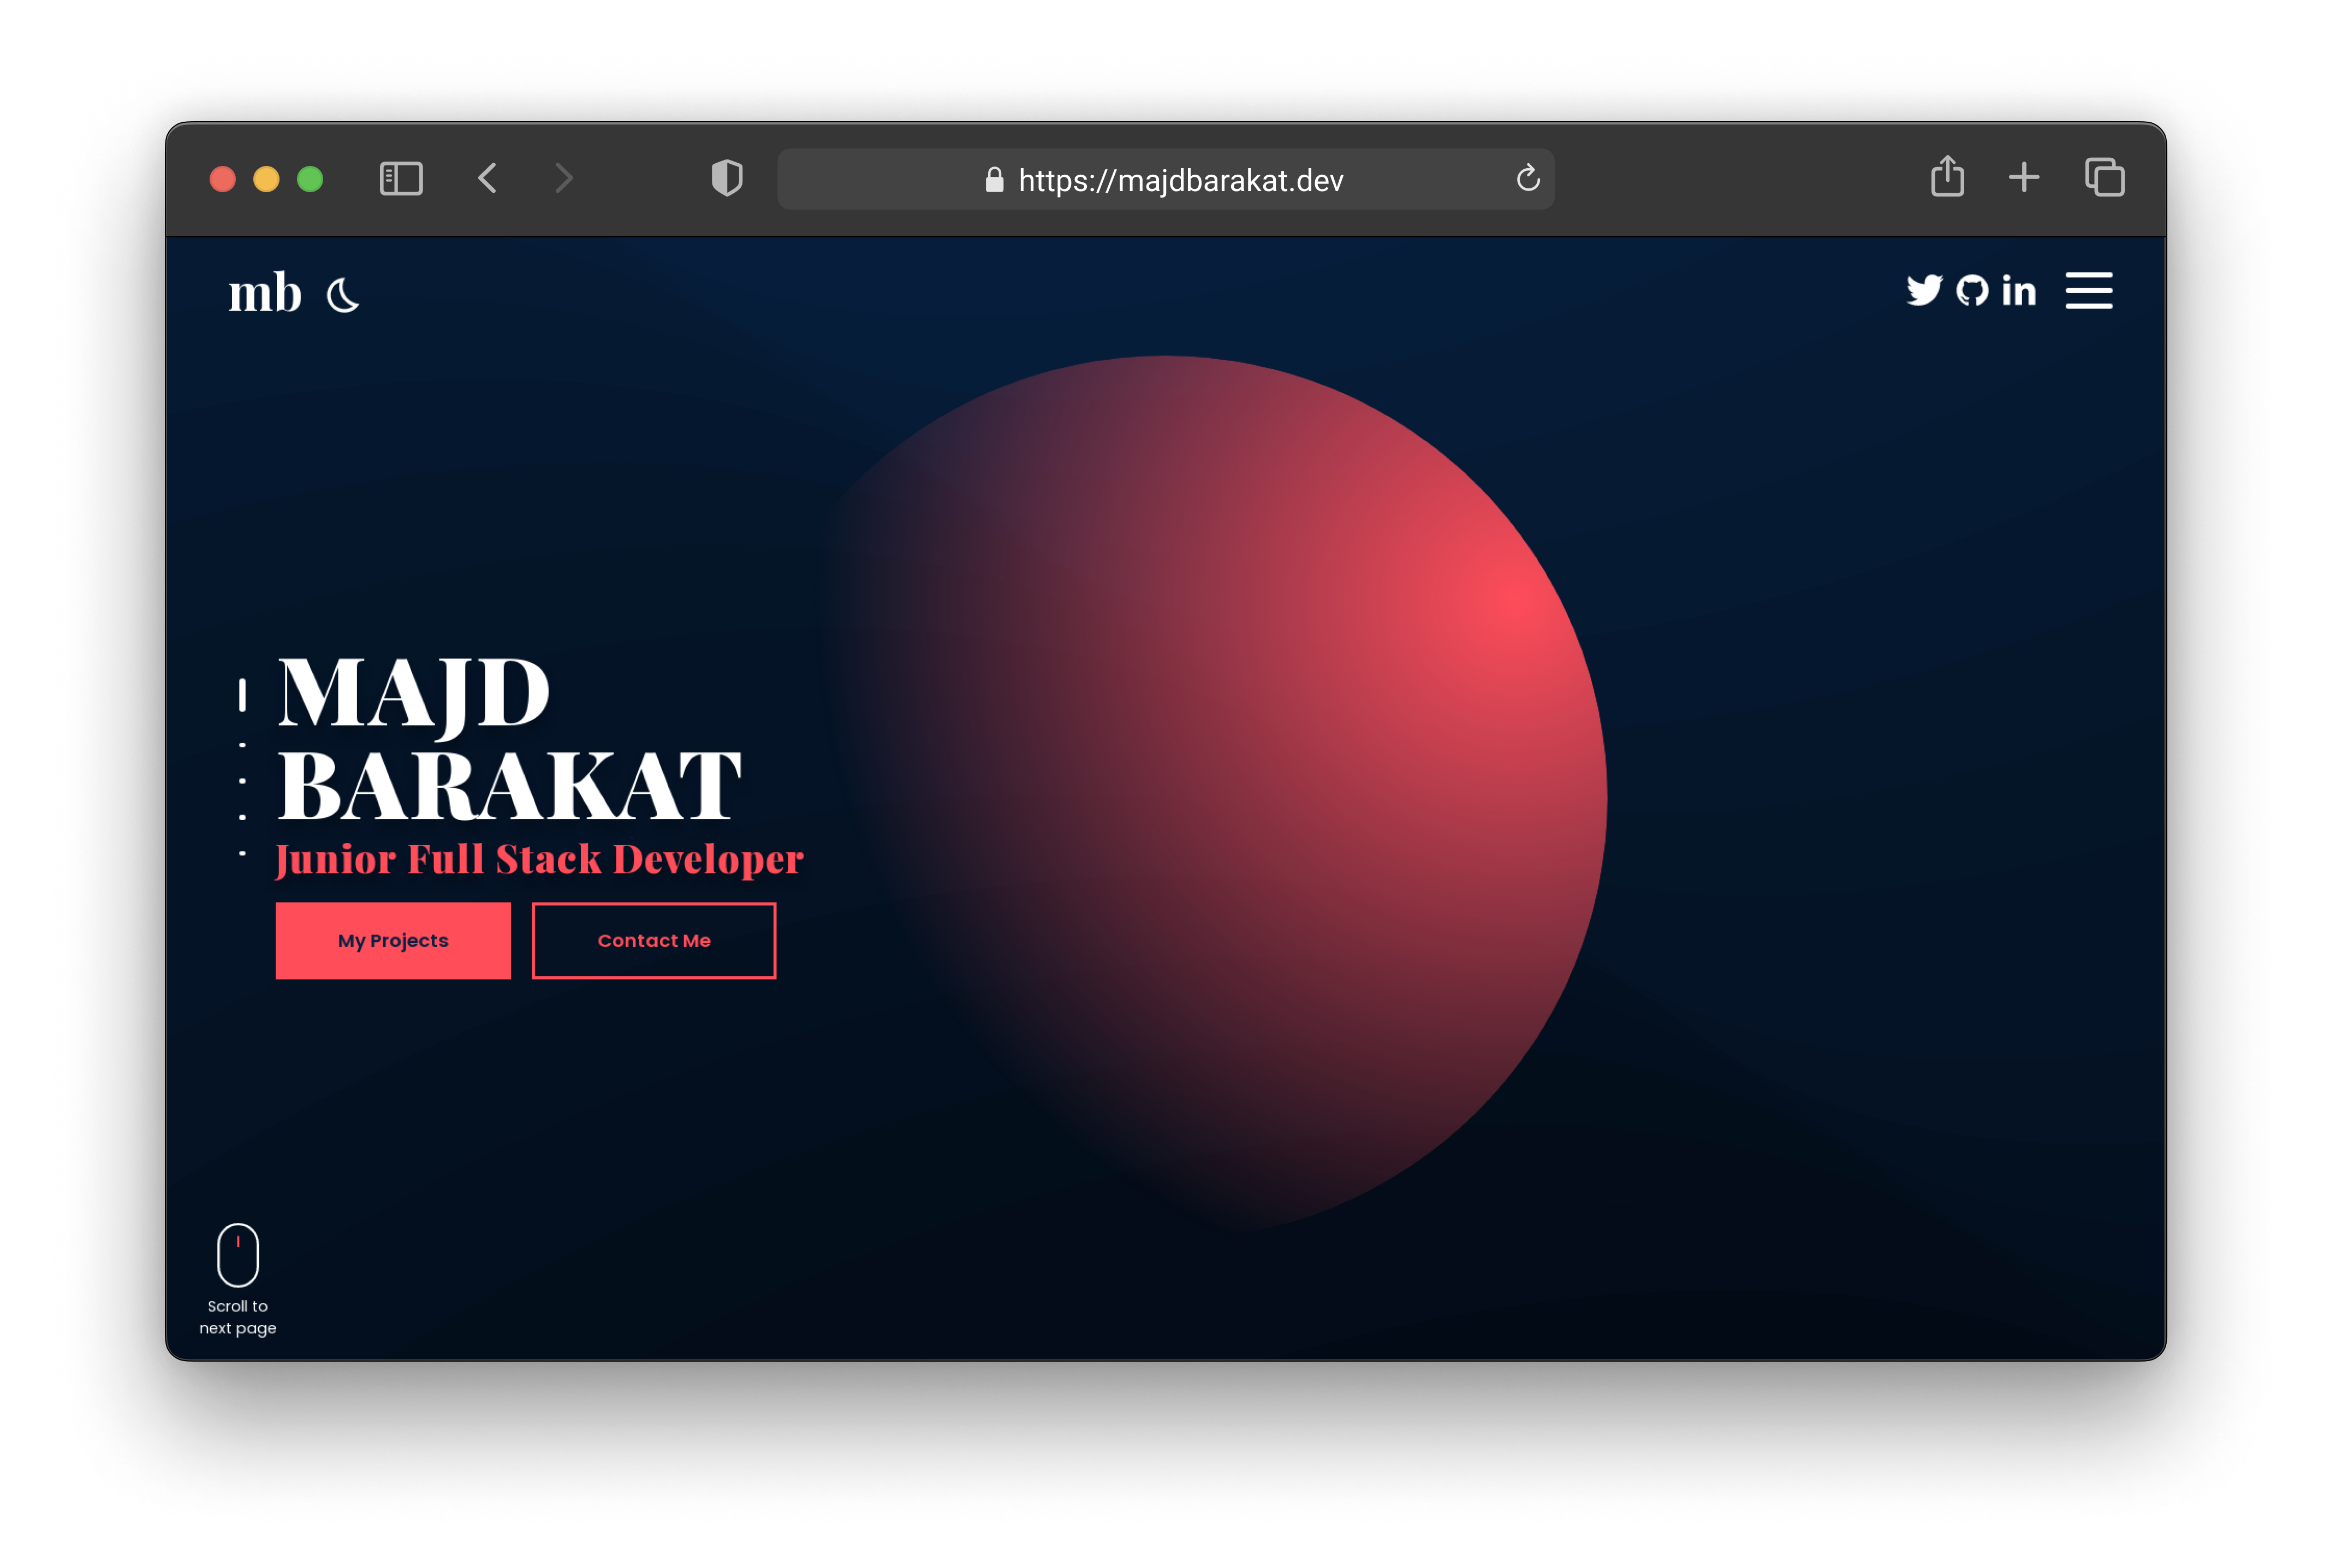 https://majdbarakat.dev
mb
in
MAJD
BARAKAT
Junior Full Stack Developer
My Projects
Contact Me
Scroll to
next page